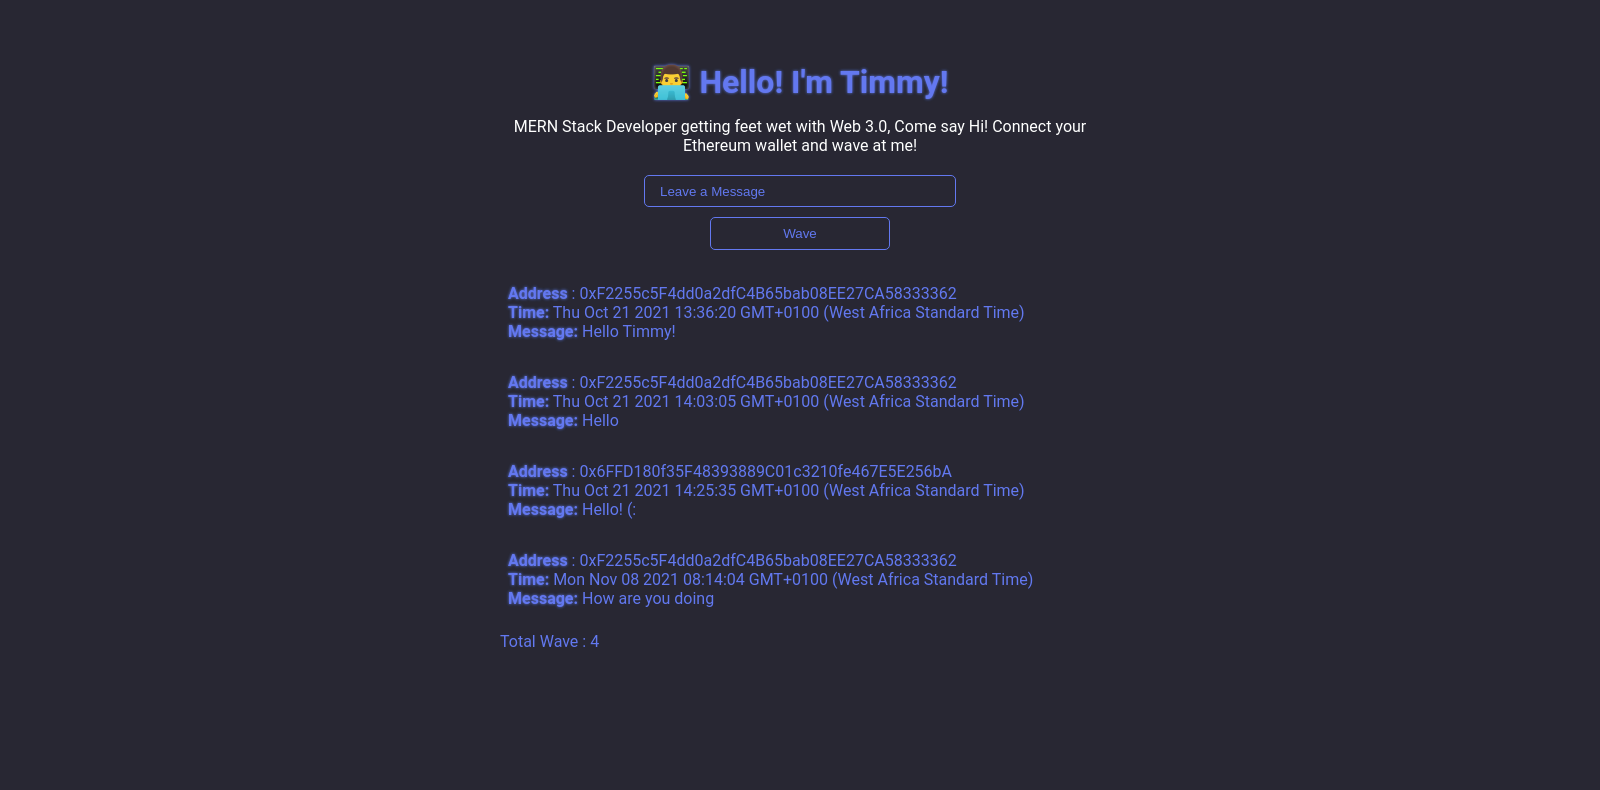 👨‍💻 Hello! I'm Timmy!
MERN Stack Developer getting feet wet with Web 3.0, Come say Hi! Connect your
Ethereum wallet and wave at me!
Leave a Message
Wave
Address : 0xF2255c5F4dd0a2dfC4B65bab08EE27CA58333362
Time: Thu Oct 21 2021 13:36:20 GMT+0100 (West Africa Standard Time)
Message: Hello Timmy!
Address : 0xF2255c5F4dd0a2dfC4B65bab08EE27CA58333362
Time: Thu Oct 21 2021 14:03:05 GMT+0100 (West Africa Standard Time)
Message: Hello
Address : 0x6FFD180f35F48393889C01c3210fe467E5E256bA
Time: Thu Oct 21 2021 14:25:35 GMT+0100 (West Africa Standard Time)
Message: Hello! (:
Address : 0xF2255c5F4dd0a2dfC4B65bab08EE27CA58333362
Time: Mon Nov 08 2021 08:14:04 GMT+0100 (West Africa Standard Time)
Message: How are you doing
Total Wave : 4